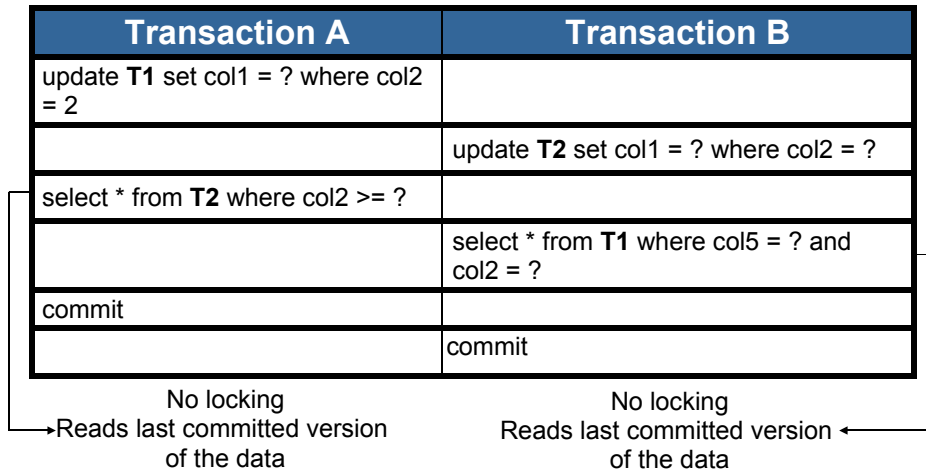 Transaction A
Transaction B
update T1 set col1 = ? where col2
= 2
update T2 set col1 = ? where col2 = ?
select * from T2 where col2 >= ?
select * from T1 where col5 = ? and
col2 = ?
commit
commit
No locking
Reads last committed version
of the data
No locking
Reads last committed version
of the data